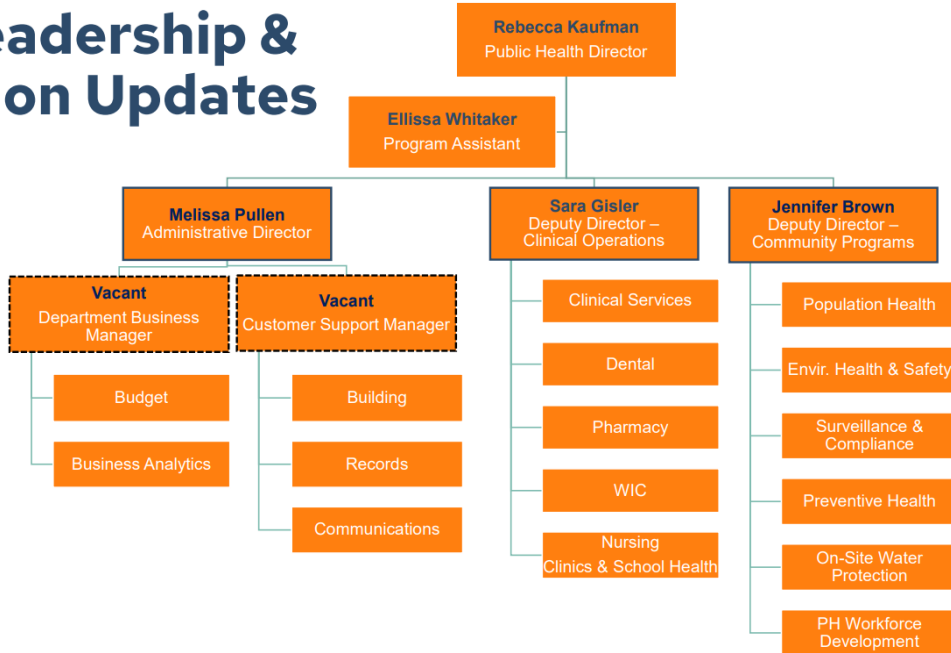 eadership &
on Updates
Rebecca Kaufman
Public Health Director
Ellissa Whitaker
Program Assistant
Melissa Pullen
Administrative Director
Sara Gisler
Deputy Director –
Clinical Operations
Jennifer Brown
Deputy Director –
Community Programs
Vacant
Department Business
Manager
Vacant
Customer Support Manager
Budget
Business Analytics
Building
Records
Communications
Clinical Services
Dental
Pharmacy
WIC
Nursing
Clinics & School Health
Population Health
Envir. Health & Safety
Surveillance &
Compliance
Preventive Health
On-Site Water
Protection
PH Workforce
Development